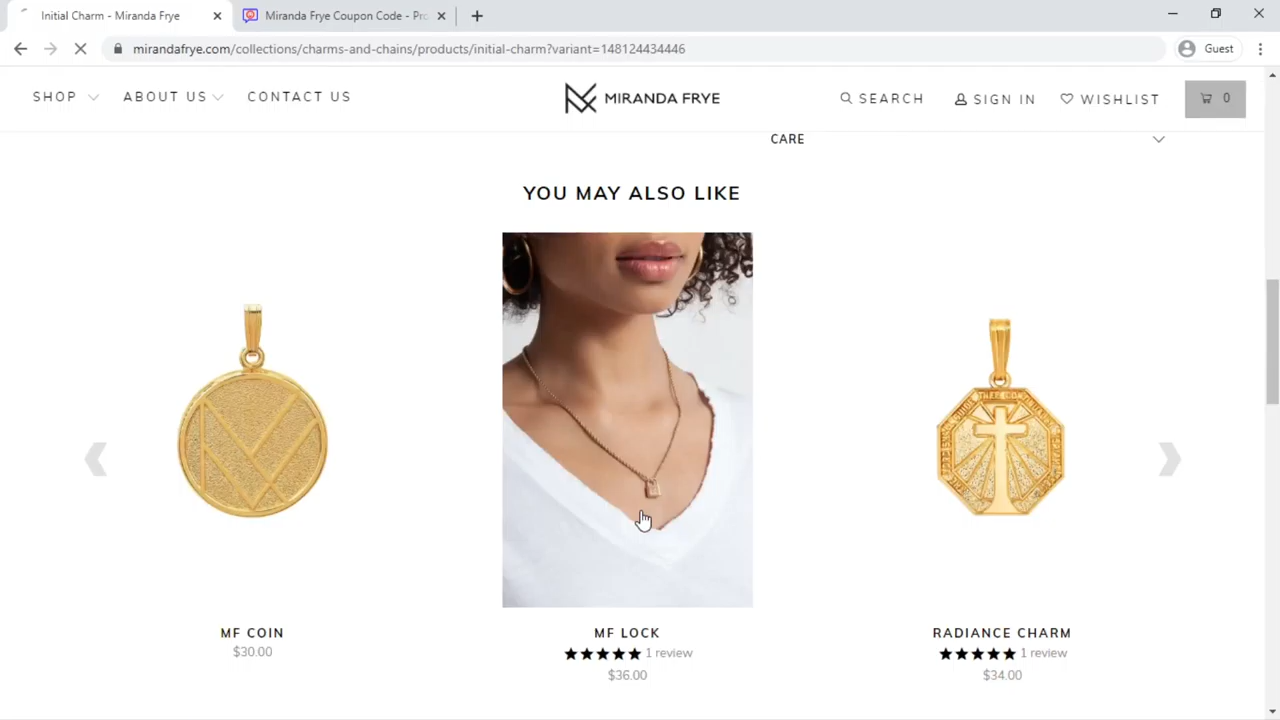 Initial Charm - Miranda Frye
Miranda Frye Coupon Code - Pro
mirandafrye.com/collections/charms-and-chains/products/initial-charm?variant=148124434446
Guest
SHOP ABOUT US CONTACT US MIRANDA FRYE SEARCH SIGN IN WISHLIST 0
CARE
YOU MAY ALSO LIKE
MF COIN
$30.00
MF LOCK
1 review
$36.00
RADIANCE CHARM
1 review
$34.00